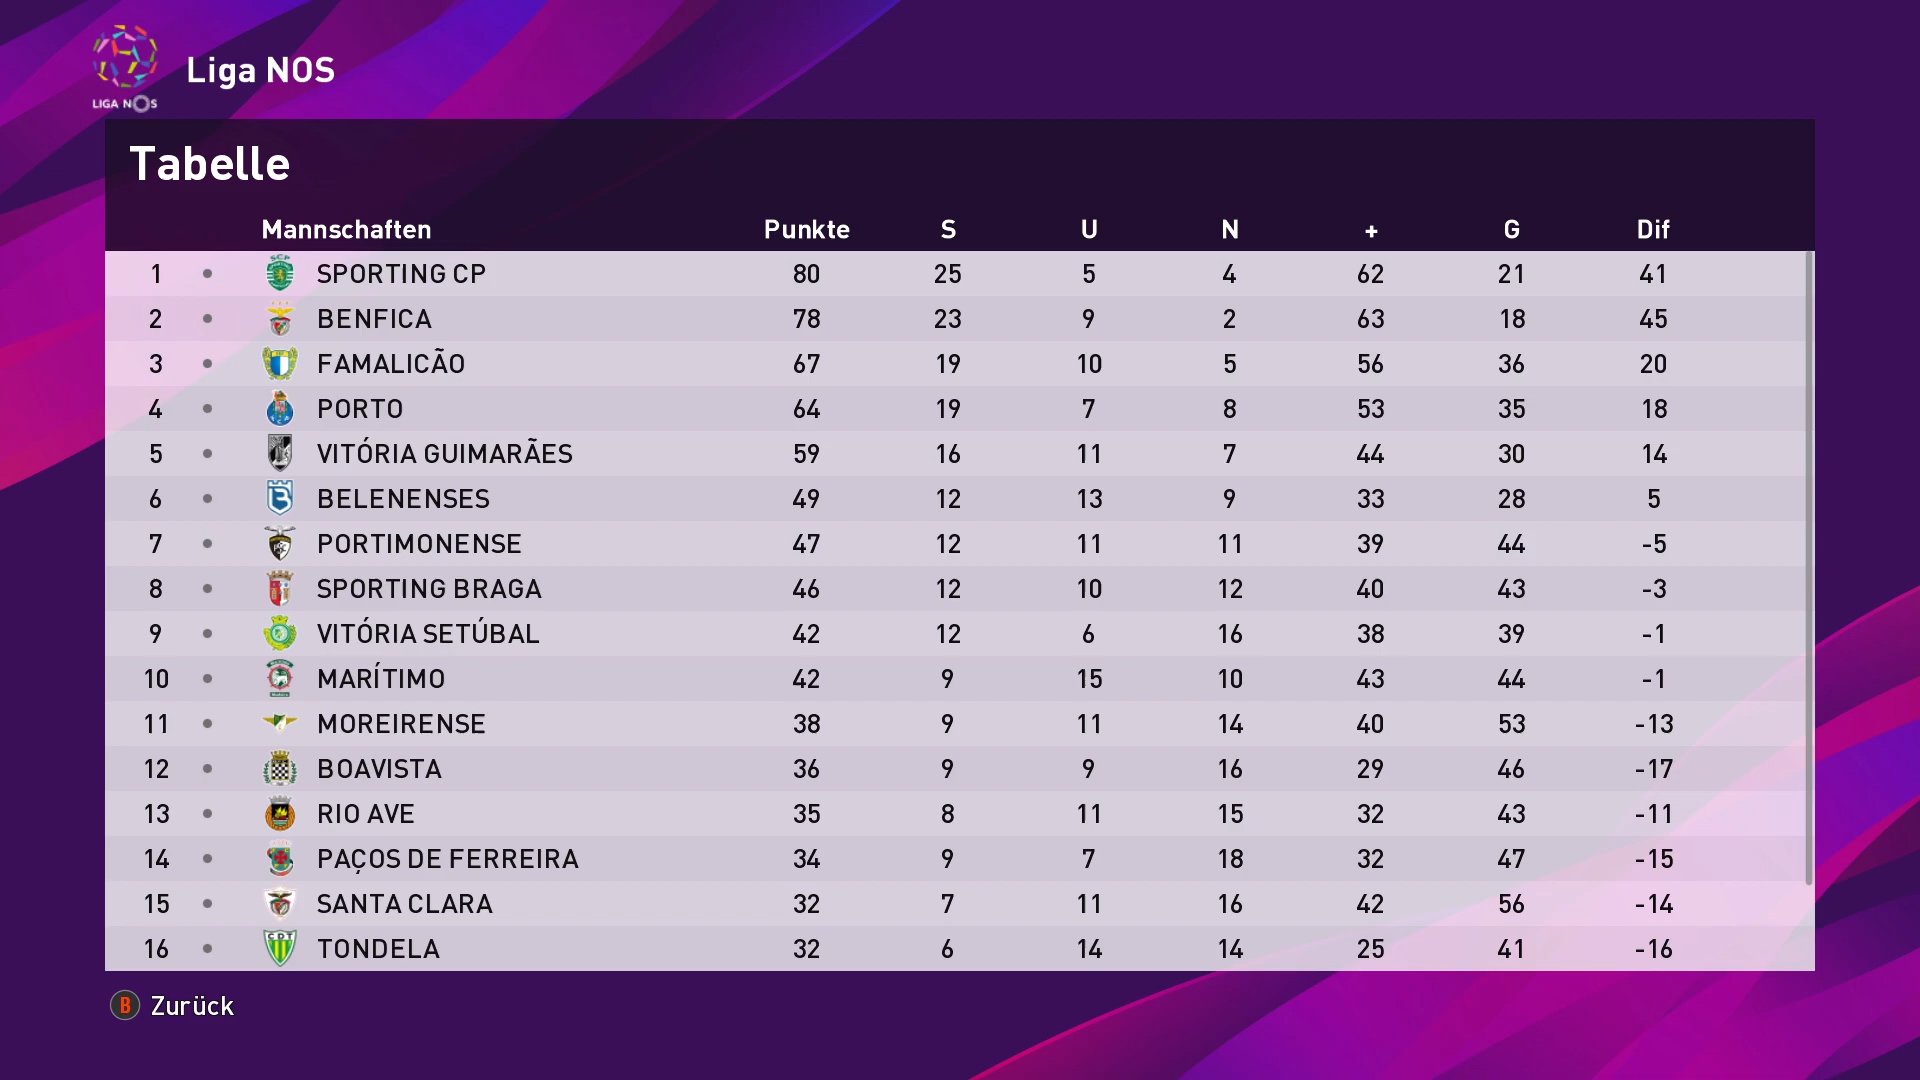 LIGA NOS
Liga NOS
Tabelle
Mannschaften Punkte S U N + G Dif
1 SPORTING CP 80 25 5 4 62 21 41
2 BENFICA 78 23 9 2 63 18 45
3 FAMALICÃO 67 19 10 5 56 36 20
4 PORTO 64 19 7 8 53 35 18
5 VITÓRIA GUIMARÃES 59 16 11 7 44 30 14
6 BELENENSES 49 12 13 9 33 28 5
7 PORTIMONENSE 47 12 11 11 39 44 -5
8 SPORTING BRAGA 46 12 10 12 40 43 -3
9 VITÓRIA SETÚBAL 42 12 6 16 38 39 -1
10 MARÍTIMO 42 9 15 10 43 44 -1
11 MOREIRENSE 38 9 11 14 40 53 -13
12 BOAVISTA 36 9 9 16 29 46 -17
13 RIO AVE 35 8 11 15 32 43 -11
14 PAÇOS DE FERREIRA 34 9 7 18 32 47 -15
15 SANTA CLARA 32 7 11 16 42 56 -14
16 TONDELA 32 6 14 14 25 41 -16
B Zurück